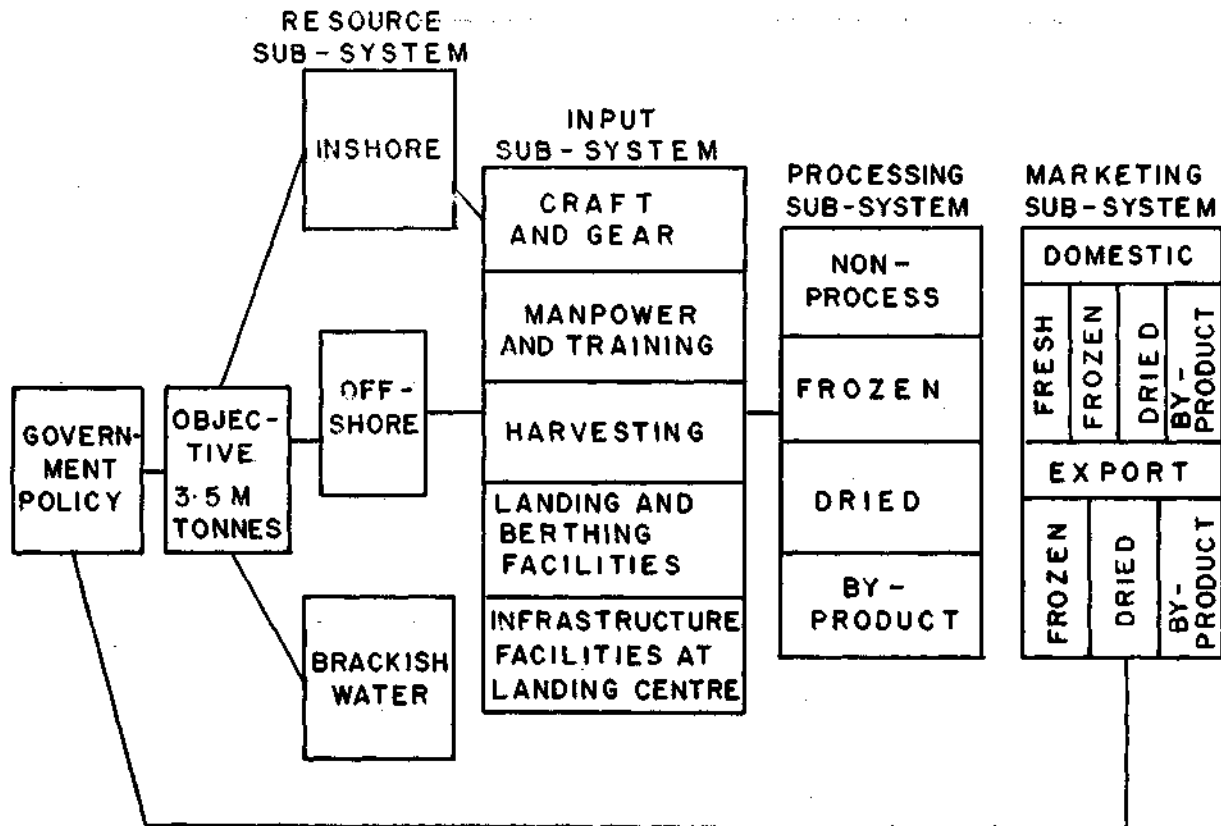 RESOURCE
SUB-SYSTEM
INSHORE
OFF-
SHORE
BRACKISH
WATER
GOVERN-
MENT
POLICY
OBJEC-
TIVE
3.5 M
TONNES
INPUT
SUB-SYSTEM
CRAFT
AND GEAR
MANPOWER
AND TRAINING
HARVESTING
LANDING AND
BERTHING
FACILITIES
INFRASTRUCTURE
FACILITIES AT
LANDING CENTRE
PROCESSING
SUB-SYSTEM
NON-
PROCESS
FROZEN
DRIED
BY-
PRODUCT
MARKETING
SUB-SYSTEM
DOMESTIC
FRESH
FROZEN
DRIED
BY-
PRODUCT
EXPORT
FROZEN
DRIED
BY-
PRODUCT